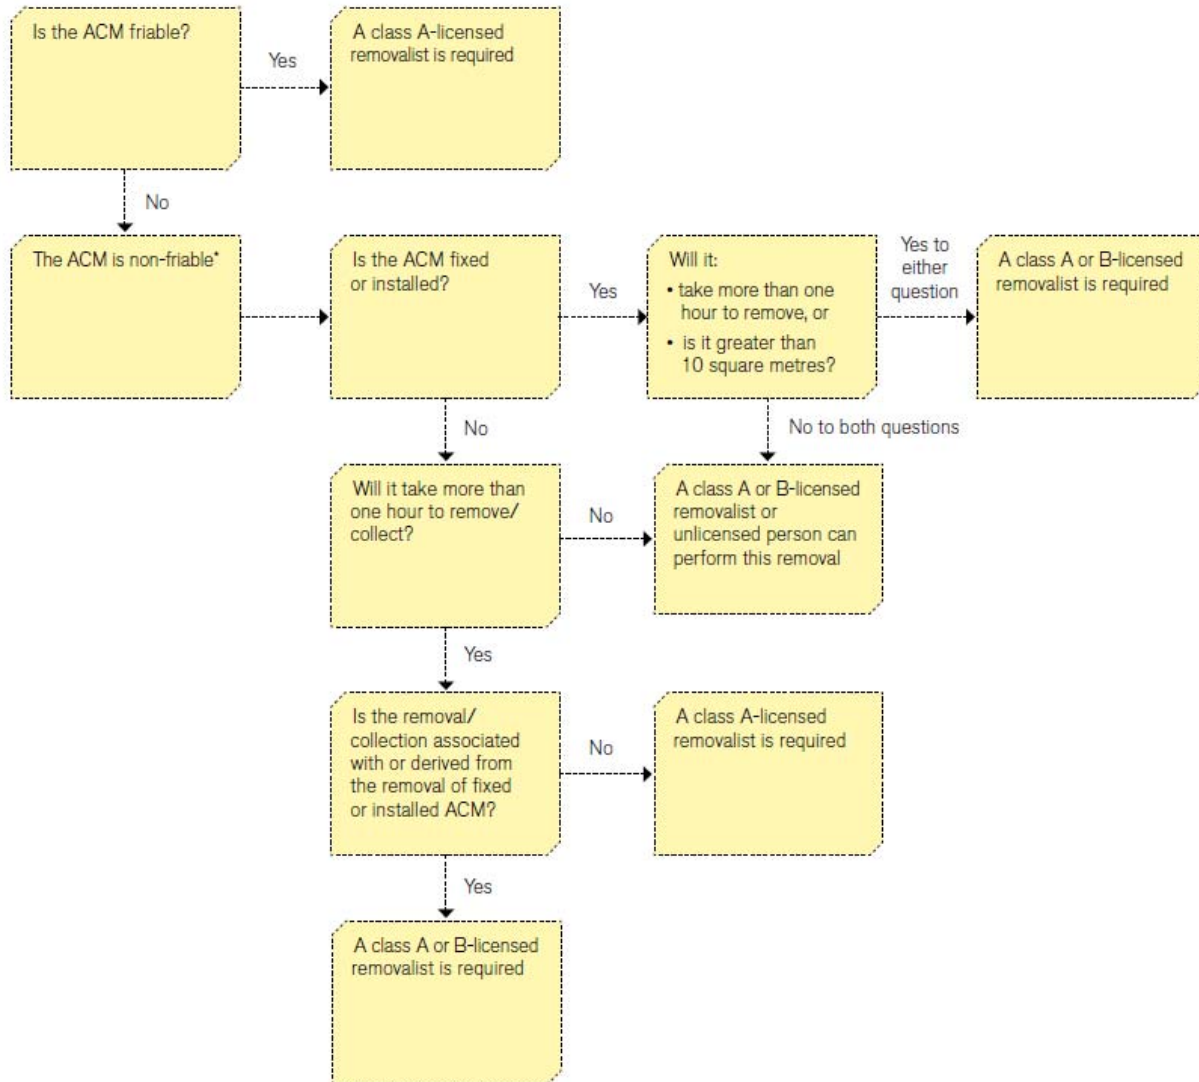 Is the ACM friable?
Yes
A class A-licensed
removalist is required
No
The ACM is non-friable*
Is the ACM fixed
or installed?
Yes
Will it:
• take more than one
hour to remove, or
• is it greater than
10 square metres?
Yes to
either
question
A class A or B-licensed
removalist is required
No
No to both questions
Will it take more than
one hour to remove/
collect?
No
A class A or B-licensed
removalist or
unlicensed person can
perform this removal
Yes
Is the removal/
collection associated
with or derived from
the removal of fixed
or installed ACM?
No
A class A-licensed
removalist is required
Yes
A class A or B-licensed
removalist is required